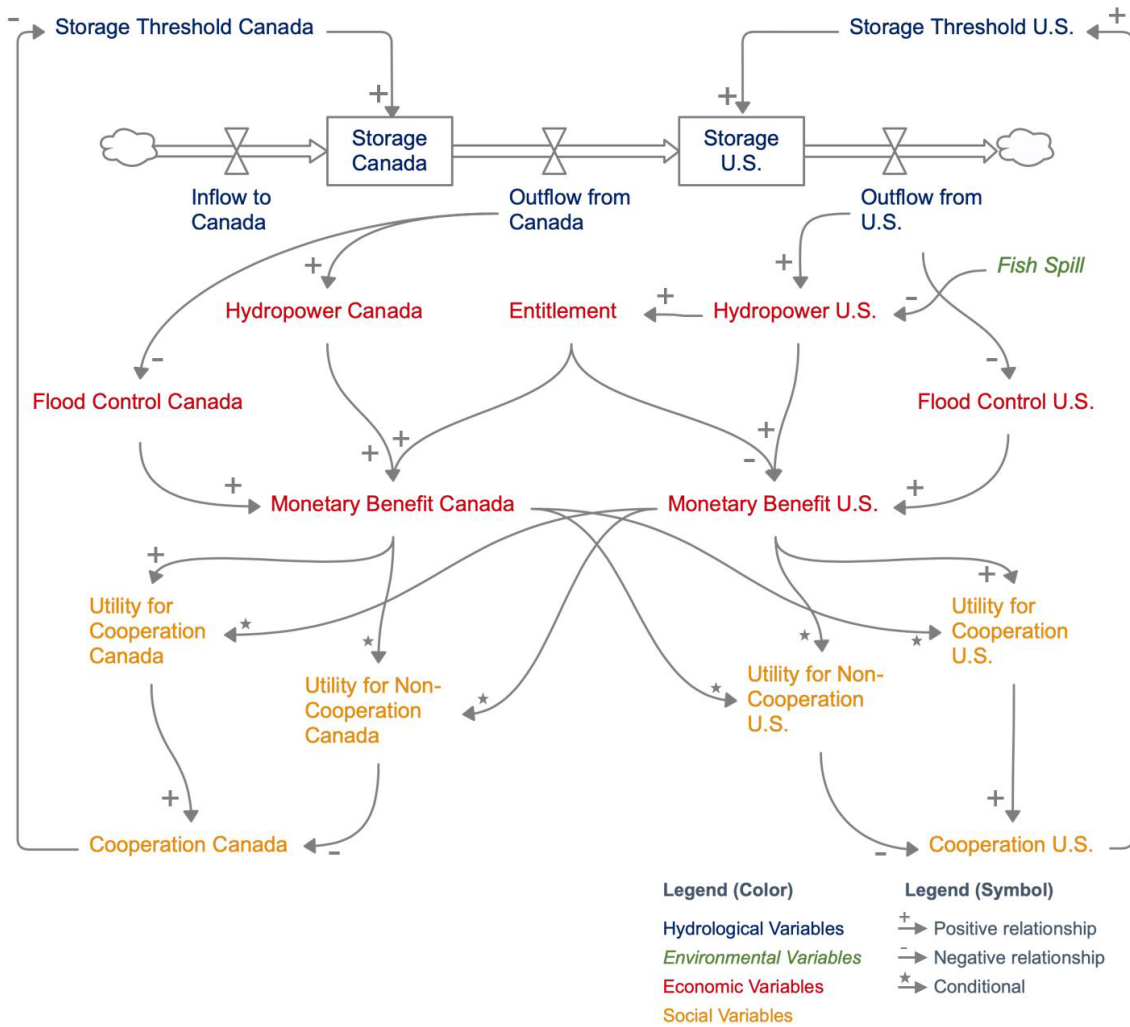 Storage Threshold Canada
Storage Threshold U.S.
Storage
Canada
Storage
U.S.
Inflow to
Canada
Outflow from
Canada
Outflow from
U.S.
Fish Spill
Hydropower Canada
Entitlement
Hydropower U.S.
Flood Control Canada
Flood Control U.S.
Monetary Benefit Canada
Monetary Benefit U.S.
Utility for
Cooperation
Canada
Utility for Non-
Cooperation
Canada
Utility for Non-
Cooperation
U.S.
Utility for
Cooperation
U.S.
Cooperation Canada
Cooperation U.S.
Legend (Color)
Hydrological Variables
Environmental Variables
Economic Variables
Social Variables
Legend (Symbol)
Positive relationship
Negative relationship
Conditional